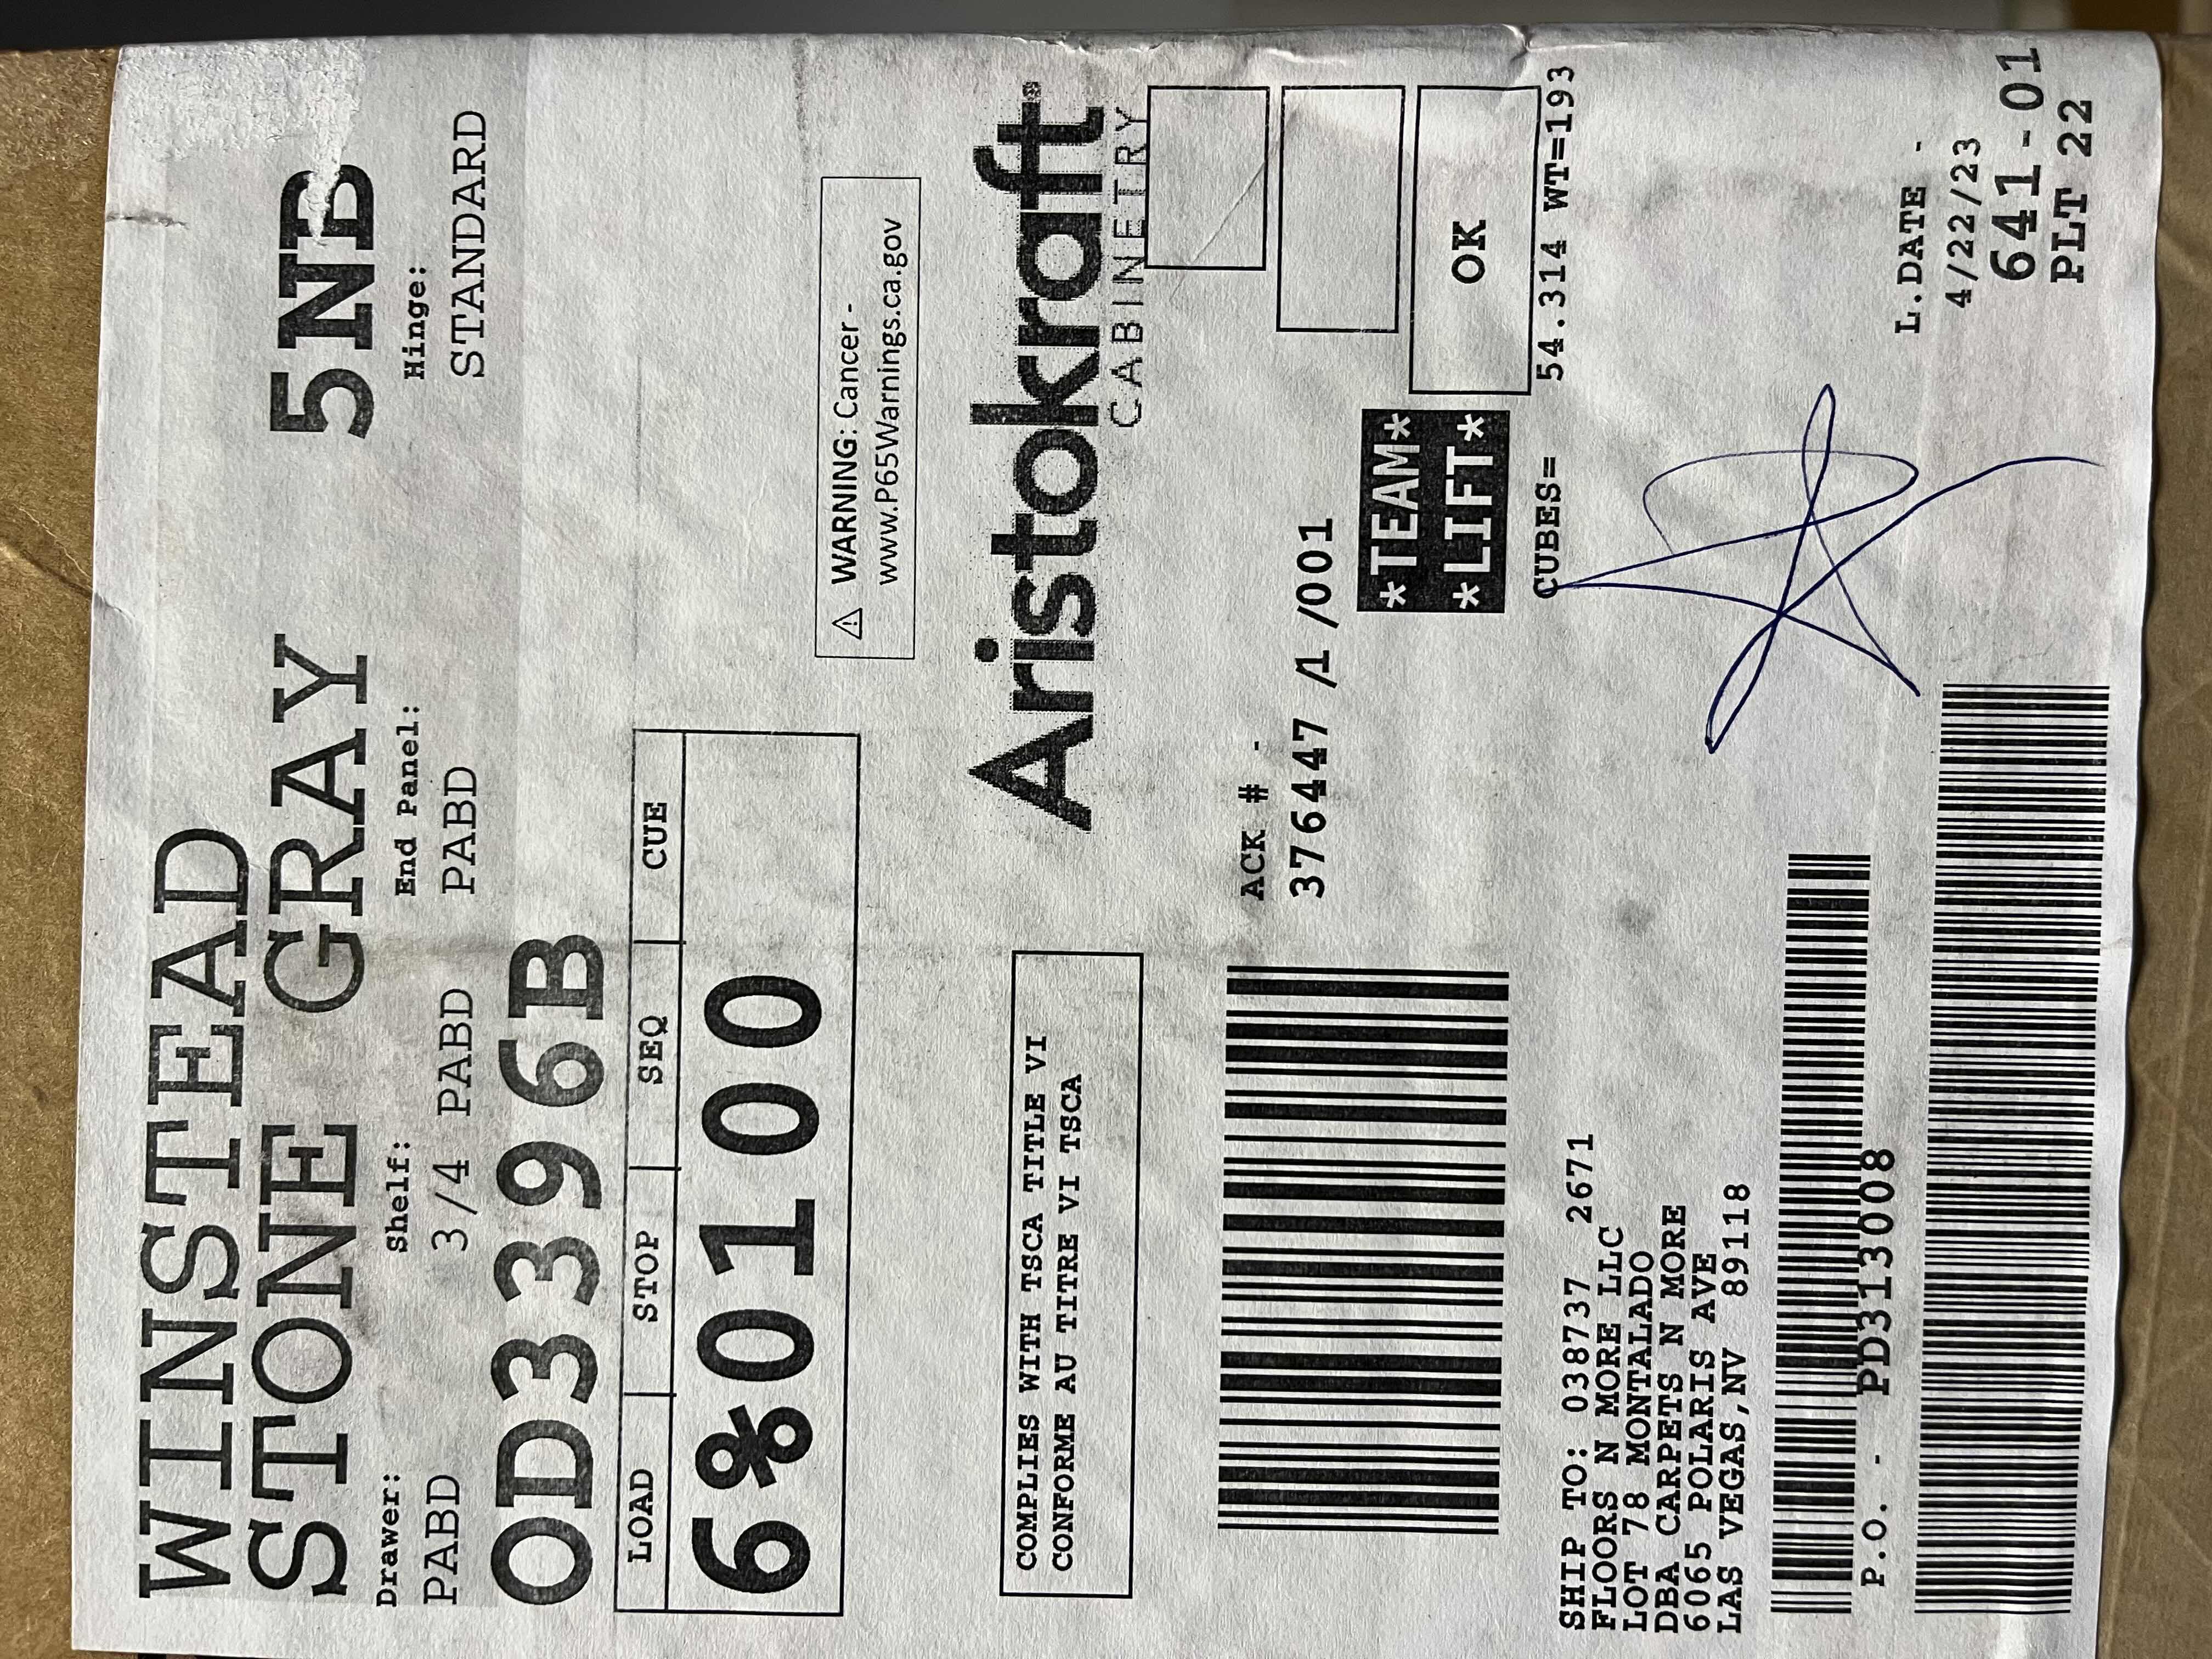 WINSTEAD
STONE GRAY 5NB
Drawer: Shelf: End Panel: Hinge:
PABD 3/4 PABD PABD STANDARD
OD3396B
LOAD STOP SEQ CUE
6%0100
⚠ WARNING: Cancer -
www.P65Warnings.ca.gov
COMPLIES WITH TSCA TITLE VI
CONFORME AU TITRE VI TSCA
Aristokraft®
CABINETRY
ACK # -
376447 /1 /001
*TEAM*
*LIFT*
OK
CUBES= 54.314 WT=193
SHIP TO: 038737 2671
FLOORS N MORE LLC
LOT 78 MONTALADO
DBA CARPETS N MORE
6065 POLARIS AVE
LAS VEGAS,NV 89118
P.O. - PD313008
L.DATE -
4/22/23
641-01
PLT 22